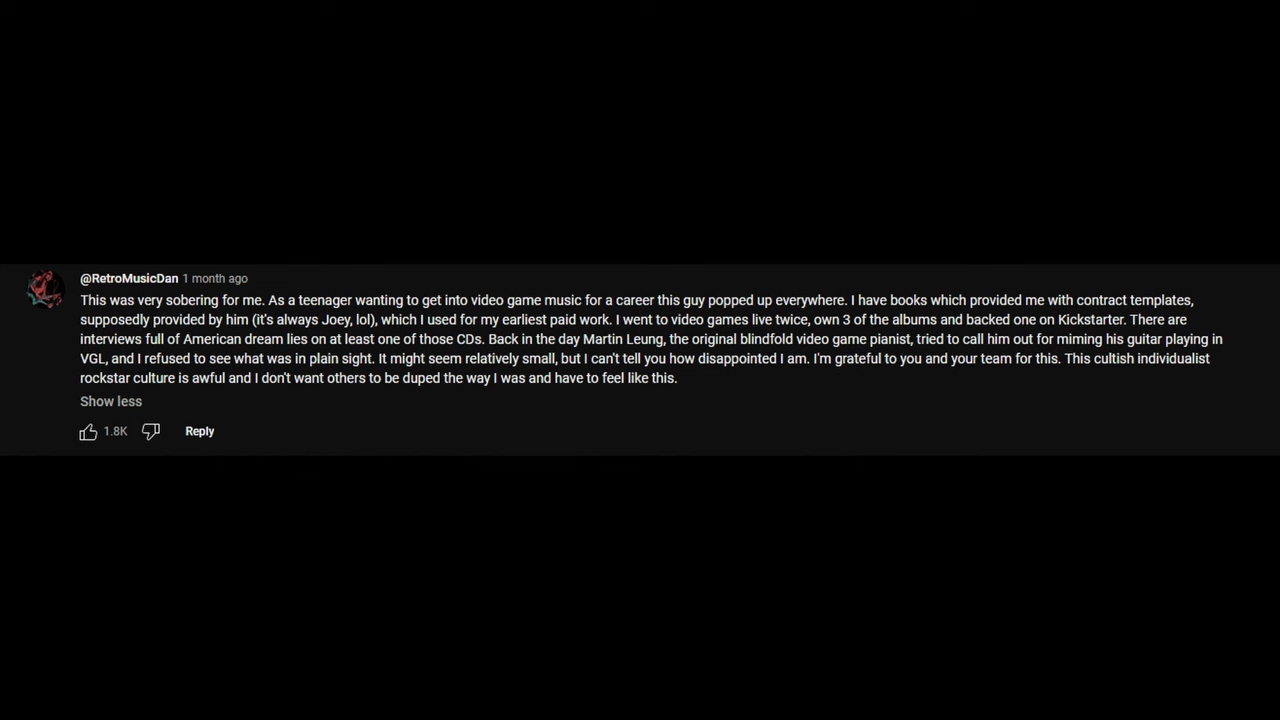 @RetroMusicDan 1 month ago
This was very sobering for me. As a teenager wanting to get into video game music for a career this guy popped up everywhere. I have books which provided me with contract templates,
supposedly provided by him (it's always Joey, lol), which I used for my earliest paid work. I went to video games live twice, own 3 of the albums and backed one on Kickstarter. There are
interviews full of American dream lies on at least one of those CDs. Back in the day Martin Leung, the original blindfold video game pianist, tried to call him out for miming his guitar playing in
VGL, and I refused to see what was in plain sight. It might seem relatively small, but I can't tell you how disappointed I am. I'm grateful to you and your team for this. This cultish individualist
rockstar culture is awful and I don't want others to be duped the way I was and have to feel like this.
Show less
1.8K Reply